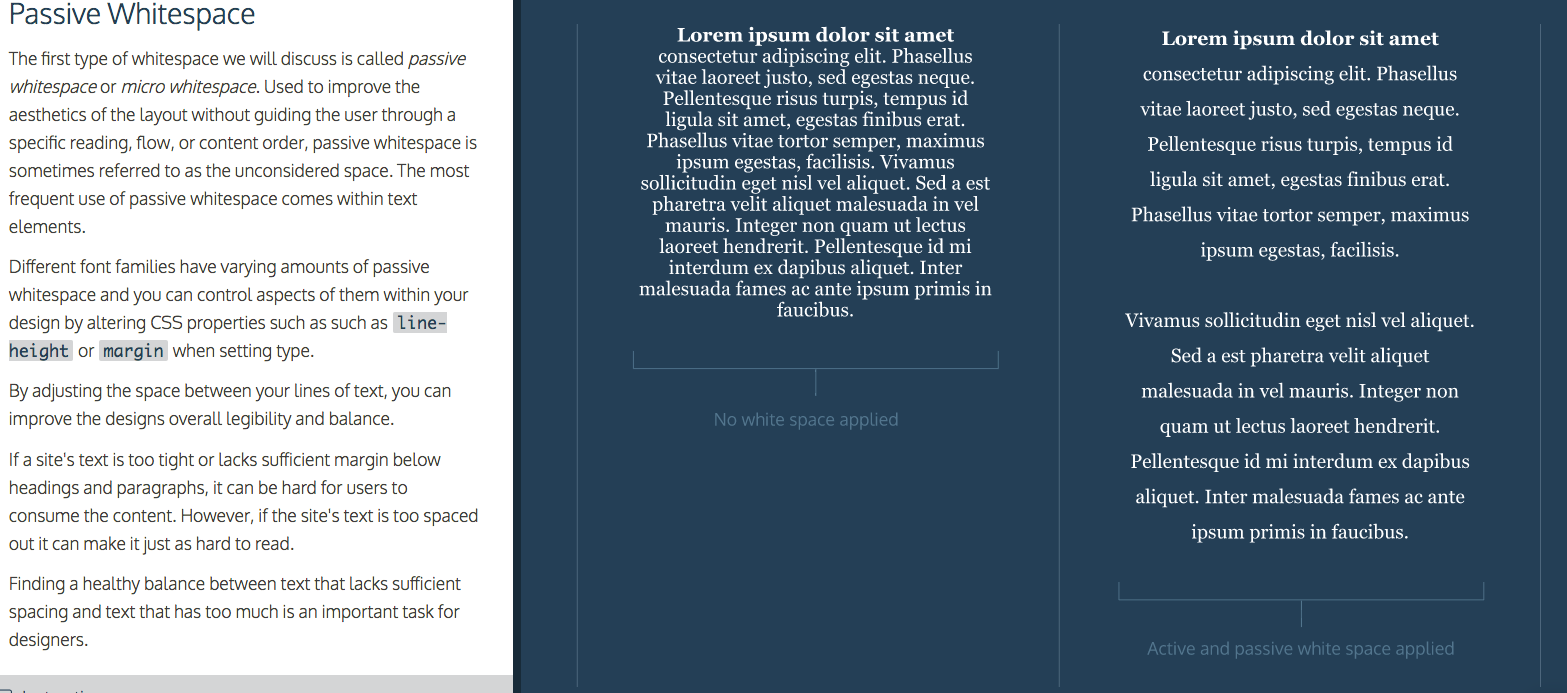 Passive Whitespace
The first type of whitespace we will discuss is called passive
whitespace or micro whitespace. Used to improve the
aesthetics of the layout without guiding the user through a
specific reading, flow, or content order, passive whitespace is
sometimes referred to as the unconsidered space. The most
frequent use of passive whitespace comes within text
elements.
Different font families have varying amounts of passive
whitespace and you can control aspects of them within your
design by altering CSS properties such as such as line-
height or margin when setting type.
By adjusting the space between your lines of text, you can
improve the designs overall legibility and balance.
If a site's text is too tight or lacks sufficient margin below
headings and paragraphs, it can be hard for users to
consume the content. However, if the site's text is too spaced
out it can make it just as hard to read.
Finding a healthy balance between text that lacks sufficient
spacing and text that has too much is an important task for
designers.
Lorem ipsum dolor sit amet
consectetur adipiscing elit. Phasellus
vitae laoreet justo, sed egestas neque.
Pellentesque risus turpis, tempus id
ligula sit amet, egestas finibus erat.
Phasellus vitae tortor semper, maximus
ipsum egestas, facilisis. Vivamus
sollicitudin eget nisl vel aliquet. Sed a est
pharetra velit aliquet malesuada in vel
mauris. Integer non quam ut lectus
laoreet hendrerit. Pellentesque id mi
interdum ex dapibus aliquet. Inter
malesuada fames ac ante ipsum primis in
faucibus.
No white space applied
Lorem ipsum dolor sit amet
consectetur adipiscing elit. Phasellus
vitae laoreet justo, sed egestas neque.
Pellentesque risus turpis, tempus id
ligula sit amet, egestas finibus erat.
Phasellus vitae tortor semper, maximus
ipsum egestas, facilisis.
Vivamus sollicitudin eget nisl vel aliquet.
Sed a est pharetra velit aliquet
malesuada in vel mauris. Integer non
quam ut lectus laoreet hendrerit.
Pellentesque id mi interdum ex dapibus
aliquet. Inter malesuada fames ac ante
ipsum primis in faucibus.
Active and passive white space applied